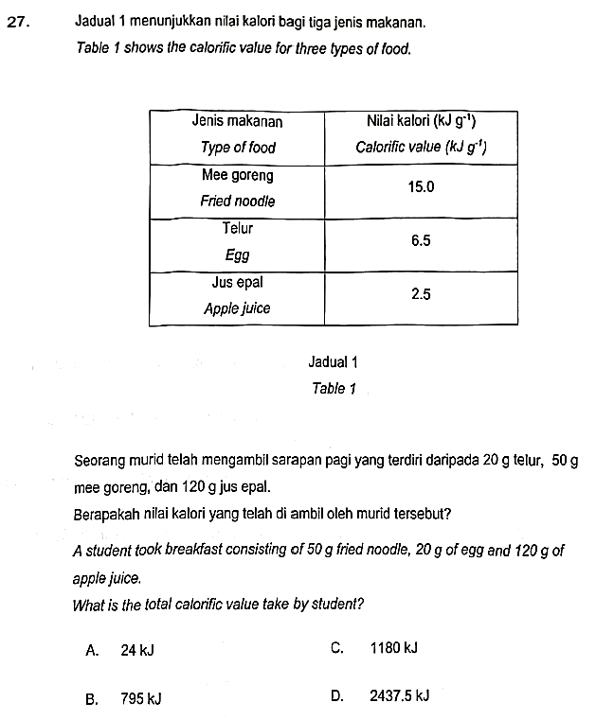 27. Jadual 1 menunjukkan nilai kalori bagi tiga jenis makanan.
Table 1 shows the calorific value for three types of food.
Jenis makanan Nilai kalori (kJ g⁻¹)
Type of food Calorific value (kJ g⁻¹)
Mee goreng
15.0
Fried noodle
Telur
6.5
Egg
Jus epal
2.5
Apple juice
Jadual 1
Table 1
Seorang murid telah mengambil sarapan pagi yang terdiri daripada 20 g telur, 50 g
mee goreng, dan 120 g jus epal.
Berapakah nilai kalori yang telah di ambil oleh murid tersebut?
A student took breakfast consisting of 50 g fried noodle, 20 g of egg and 120 g of
apple juice.
What is the total calorific value take by student?
A. 24 kJ C. 1180 kJ
B. 795 kJ D. 2437.5 kJ